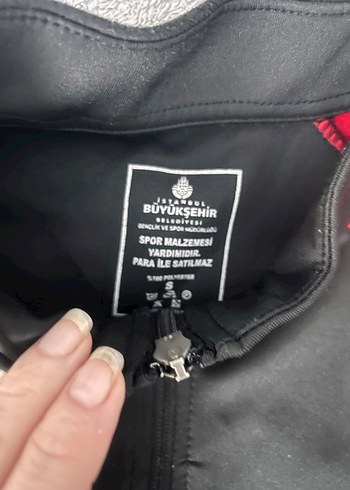 İSTANBUL
BÜYÜKŞEHİR
BELEDİYESİ
GENÇLİK VE SPOR MÜDÜRLÜĞÜ
SPOR MALZEMESİ
YARDIMIDIR.
PARA İLE SATILMAZ
%100 POLYESTER
S